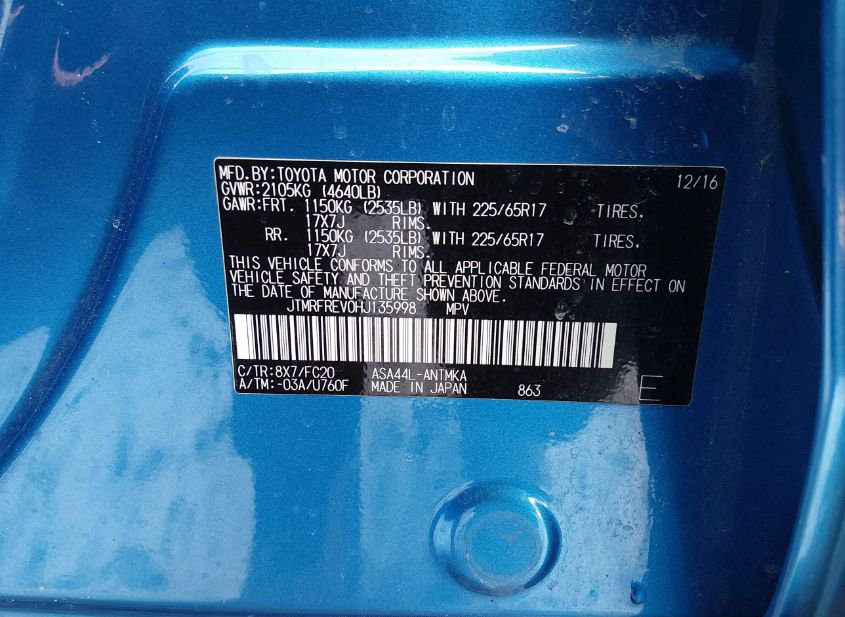 MFD.BY:TOYOTA MOTOR CORPORATION 12/16
GVWR:2105KG (4640LB)
GAWR:FRT. 1150KG (2535LB) WITH 225/65R17 TIRES.
17X7J RIMS.
RR. 1150KG (2535LB) WITH 225/65R17 TIRES.
17X7J RIMS.
THIS VEHICLE CONFORMS TO ALL APPLICABLE FEDERAL MOTOR
VEHICLE SAFETY AND THEFT PREVENTION STANDARDS IN EFFECT ON
THE DATE OF MANUFACTURE SHOWN ABOVE.
JTMRFREV0HJ135998 MPV
C/TR:8X7/FC20 ASA44L-ANTMKA
A/TM:-03A/U760F MADE IN JAPAN 863 E